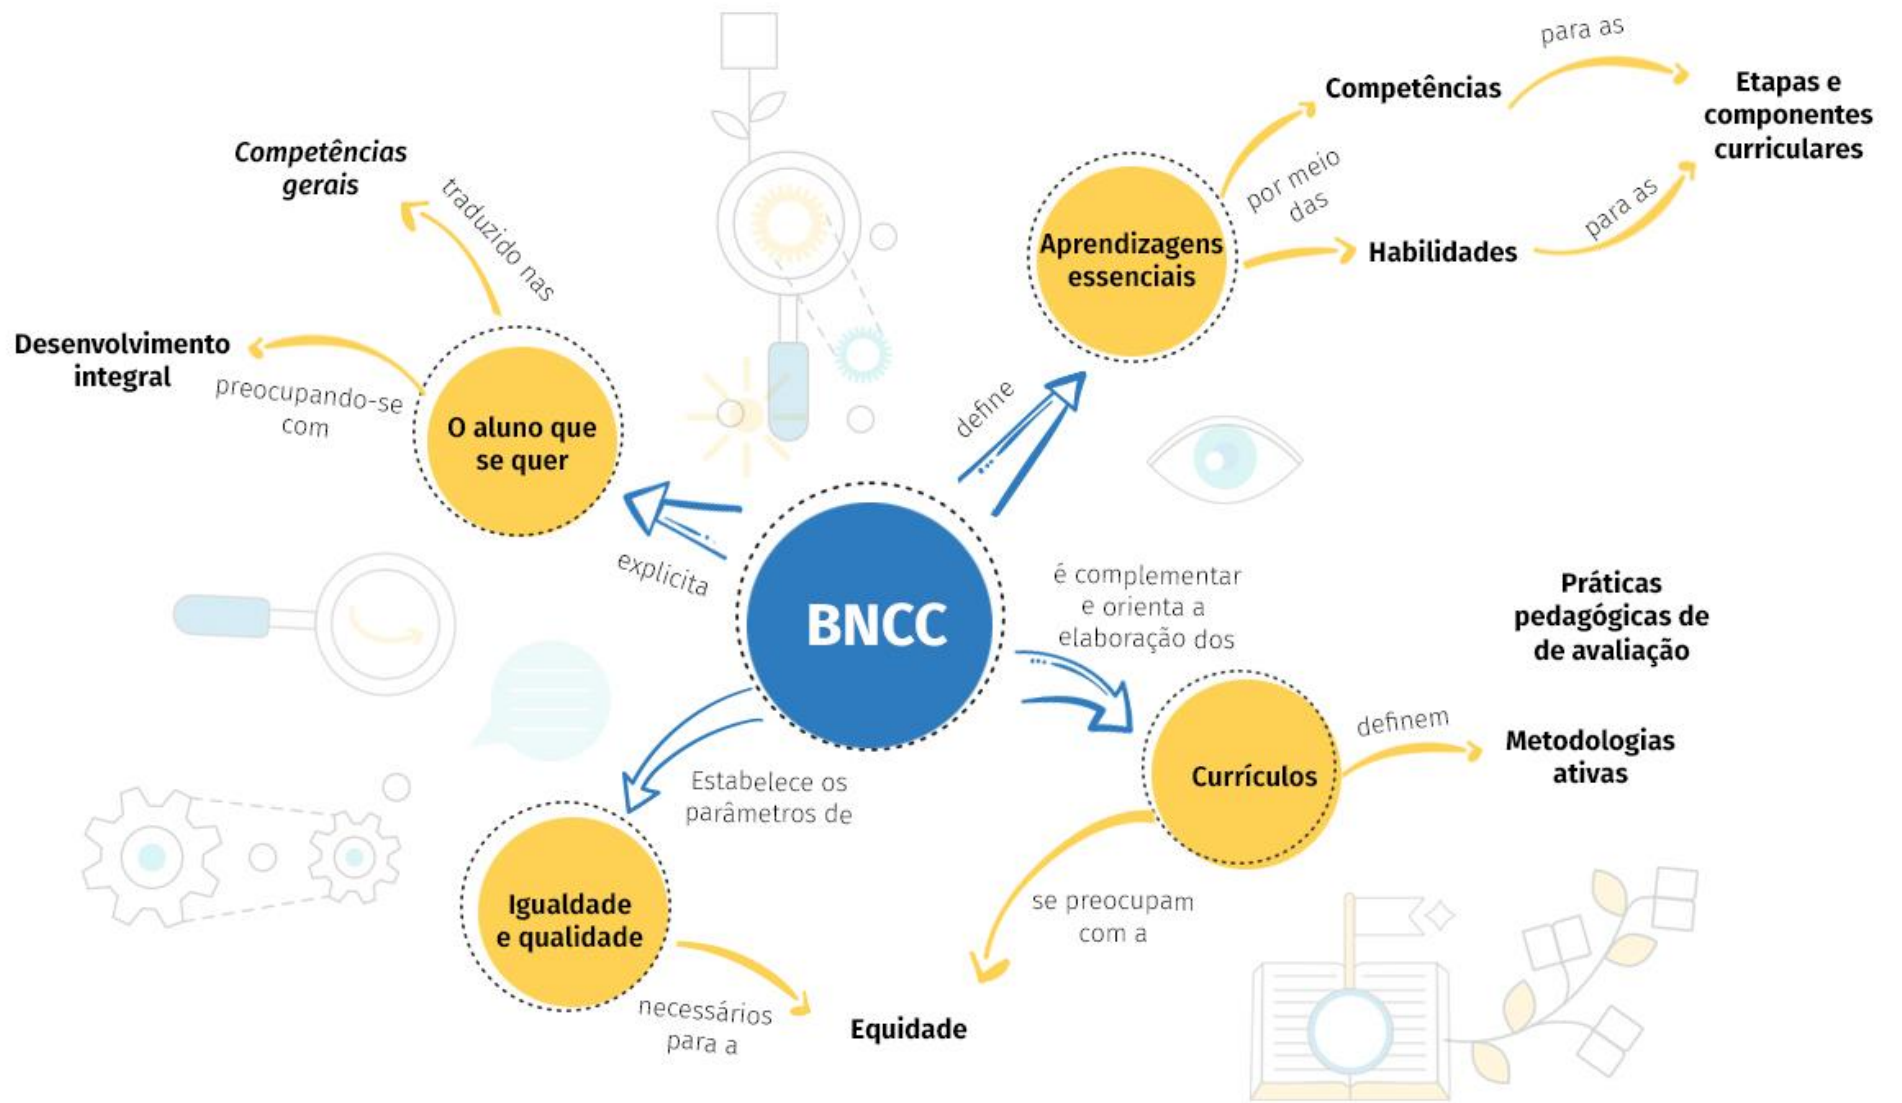 para as
Competências
Etapas e
componentes
curriculares
Competências
gerais
traduzido nas
por meio
das
para as
Aprendizagens
essenciais
Habilidades
Desenvolvimento
integral
preocupando-se
com
O aluno que
se quer
define
explicita
BNCC
é complementar
e orienta a
elaboração dos
Práticas
pedagógicas de
de avaliação
definem
Metodologias
ativas
Currículos
Estabelece os
parâmetros de
Igualdade
e qualidade
se preocupam
com a
necessários
para a
Equidade